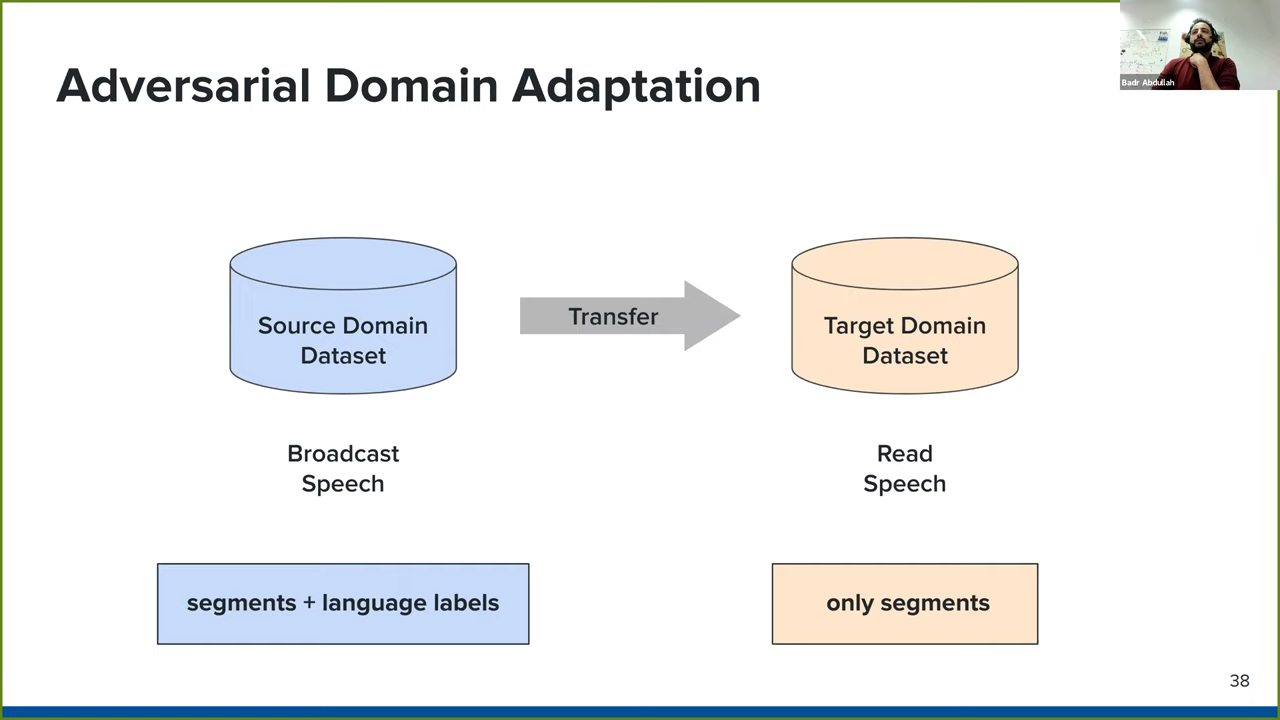 Adversarial Domain Adaptation
Badr Abdullah
Source Domain
Dataset
Transfer
Target Domain
Dataset
Broadcast
Speech
Read
Speech
segments + language labels
only segments
38